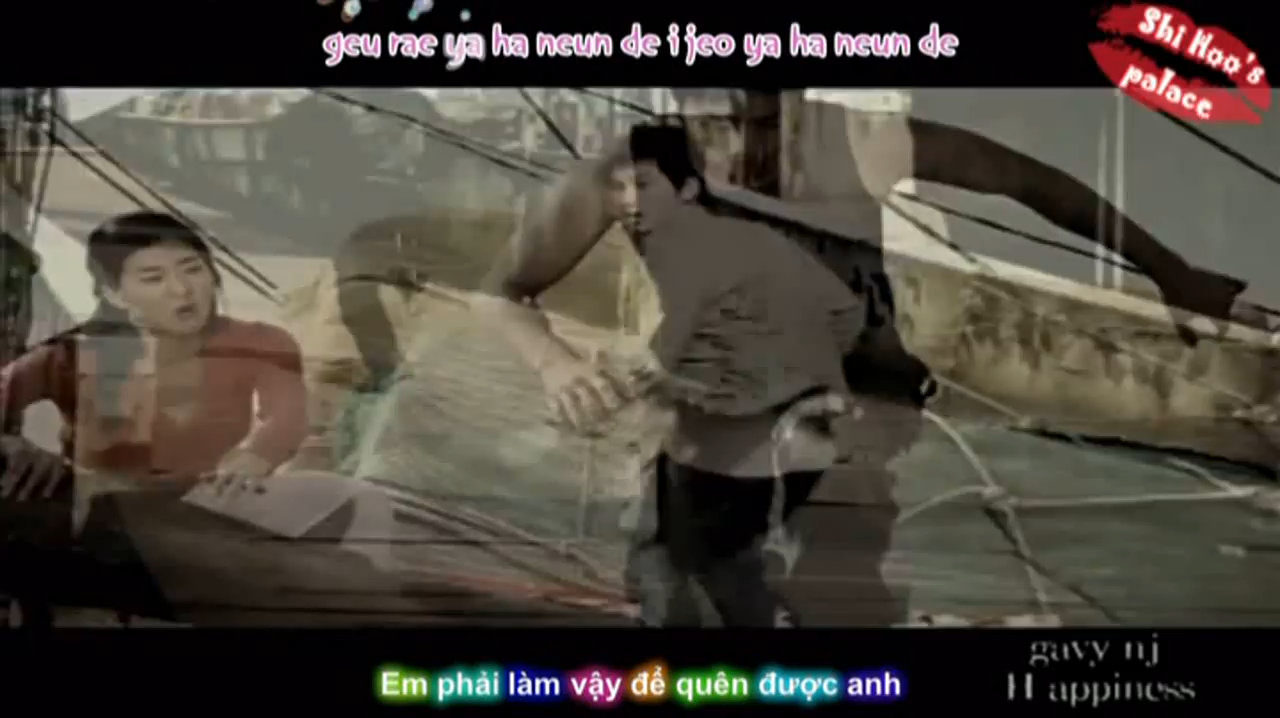 geu rae ya ha neun de i jeo ya ha neun de
Shi Hoo's
palace
gavy nj
Happiness
Em phải làm vậy để quên được anh